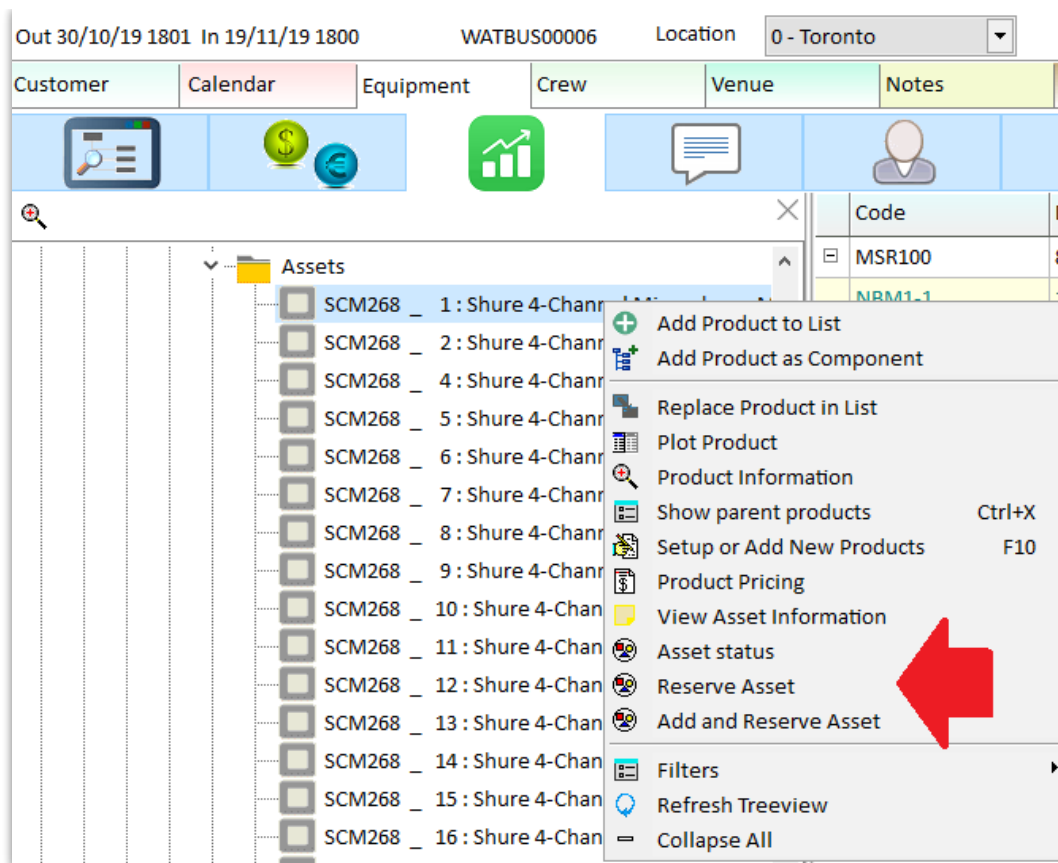 Out 30/10/19 1801 In 19/11/19 1800 WATBUS00006 Location 0 - Toronto
Customer Calendar Equipment Crew Venue Notes
Code
Assets
MSR100
SCM268 _ 1 : Shure 4-Channel
NBM1-1
SCM268 _ 2 : Shure 4-Chann
SCM268 _ 4 : Shure 4-Chann
SCM268 _ 5 : Shure 4-Chann
SCM268 _ 6 : Shure 4-Chann
SCM268 _ 7 : Shure 4-Chann
SCM268 _ 8 : Shure 4-Chann
SCM268 _ 9 : Shure 4-Chann
SCM268 _ 10 : Shure 4-Chan
SCM268 _ 11 : Shure 4-Chan
SCM268 _ 12 : Shure 4-Chan
SCM268 _ 13 : Shure 4-Chan
SCM268 _ 14 : Shure 4-Chan
SCM268 _ 15 : Shure 4-Chan
SCM268 _ 16 : Shure 4-Chan
Add Product to List
Add Product as Component
Replace Product in List
Plot Product
Product Information
Show parent products Ctrl+X
Setup or Add New Products F10
Product Pricing
View Asset Information
Asset status
Reserve Asset
Add and Reserve Asset
Filters
Refresh Treeview
Collapse All